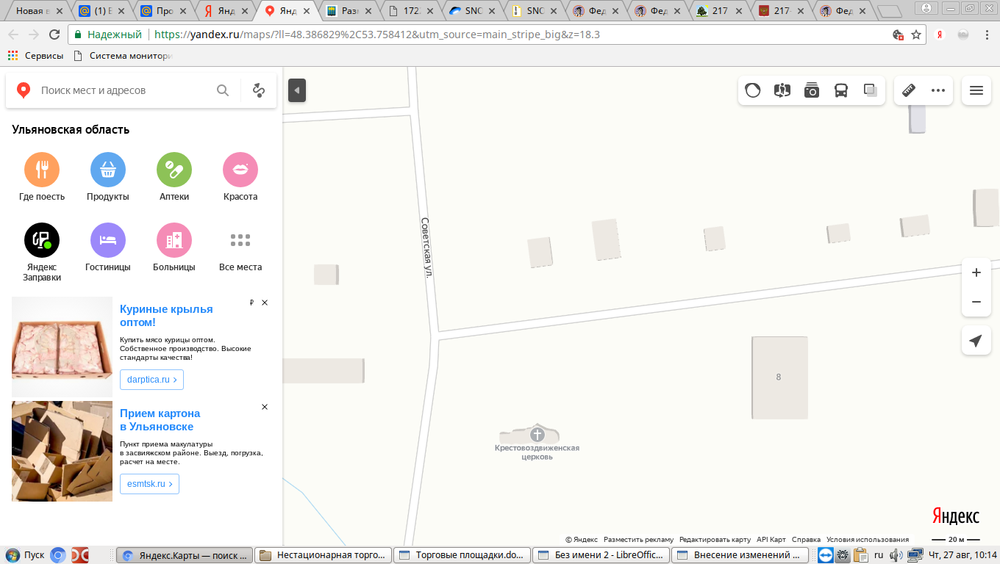 Новая в
(1) В
Про
Янд
Янд
Разм
172
SNC
SNC
Фед
Фед
217
217-
Фед
Надежный
https://yandex.ru/maps/?ll=48.386829%2C53.758412&utm_source=main_stripe_big&z=18.3
Сервисы
Система монитори
Поиск мест и адресов
Ульяновская область
Где поесть
Продукты
Аптеки
Красота
Яндекс
Заправки
Гостиницы
Больницы
Все места
Куриные крылья
оптом!
Купить мясо курицы оптом.
Собственное производство. Высокие
стандарты качества!
darptica.ru
Прием картона
в Ульяновске
Пункт приема макулатуры
в засвияжском районе. Выезд, погрузка,
расчет на месте.
esmtsk.ru
Советская ул.
8
Крестовоздвиженская
церковь
Яндекс
© Яндекс
Разместить рекламу
Редактировать карту
API Карт
Справка
Условия использования
20 м
Пуск
Яндекс.Карты — поиск ...
Нестационарная торго...
Торговые площадки.do...
Без имени 2 - LibreOffic...
Внесение изменений ...
ru
Чт, 27 авг, 10:14